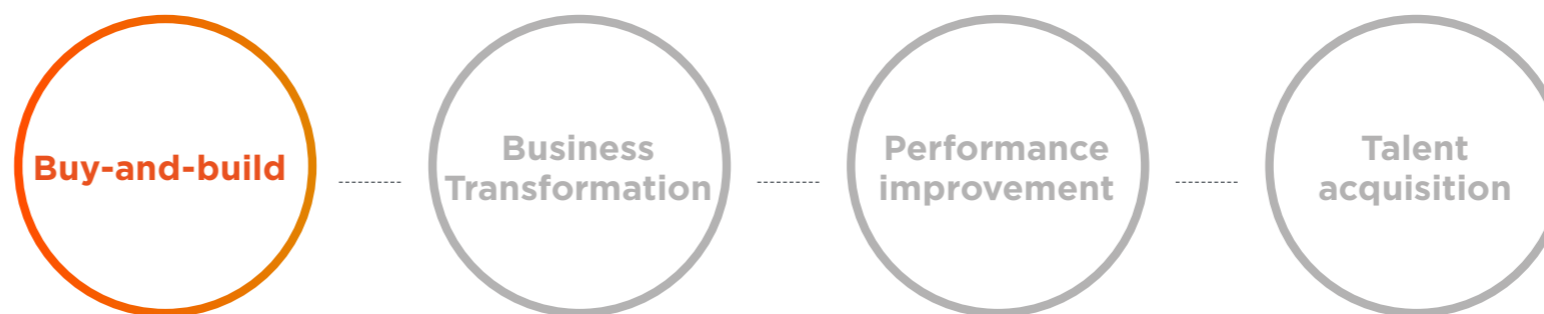 Buy-and-build
Business
Transformation
Performance
improvement
Talent
acquisition